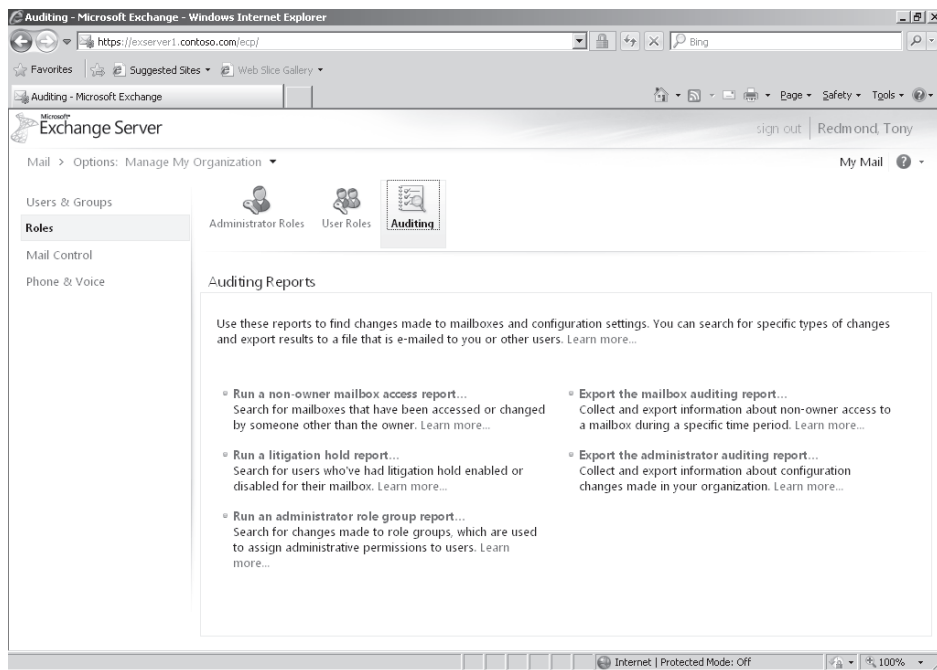 Auditing - Microsoft Exchange - Windows Internet Explorer
https://exserver1.contoso.com/ecp/
Bing
Favorites
Suggested Sites
Web Slice Gallery
Auditing - Microsoft Exchange
Page
Safety
Tools
Microsoft
Exchange Server
sign out
Redmond, Tony
Mail > Options: Manage My Organization
My Mail
Users & Groups
Roles
Mail Control
Phone & Voice
Administrator Roles
User Roles
Auditing
Auditing Reports
Use these reports to find changes made to mailboxes and configuration settings. You can search for specific types of changes
and export results to a file that is e-mailed to you or other users. Learn more...
Run a non-owner mailbox access report...
Search for mailboxes that have been accessed or changed
by someone other than the owner. Learn more...
Run a litigation hold report...
Search for users who've had litigation hold enabled or
disabled for their mailbox. Learn more...
Run an administrator role group report...
Search for changes made to role groups, which are used
to assign administrative permissions to users. Learn
more...
Export the mailbox auditing report...
Collect and export information about non-owner access to
a mailbox during a specific time period. Learn more...
Export the administrator auditing report...
Collect and export information about configuration
changes made in your organization. Learn more...
Internet | Protected Mode: Off
100%